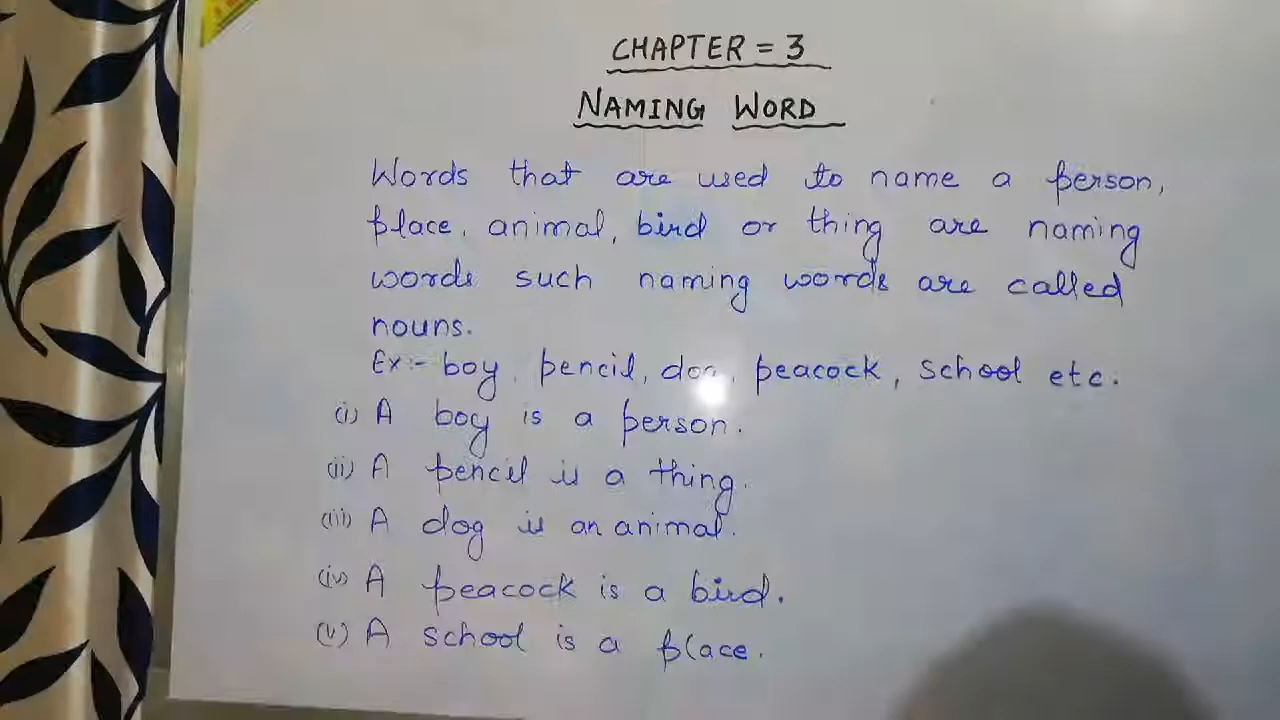 CHAPTER = 3
NAMING WORD
Words that are used to name a person,
place, animal, bird or thing are naming
words such naming words are called
nouns.
Ex:- boy, pencil, dog, peacock, school etc.
(i) A boy is a person.
(ii) A pencil is a thing.
(iii) A dog is an animal.
(iv) A peacock is a bird.
(v) A school is a place.